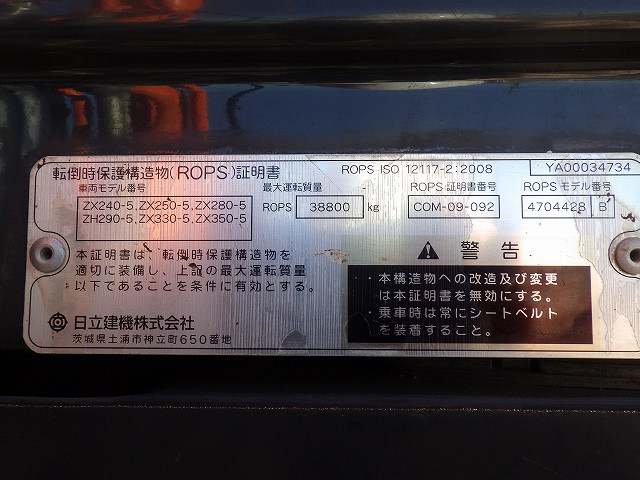 転倒時保護構造物(ROPS)証明書 ROPS ISO 12117-2:2008 YA00034734
車両モデル番号 最大運転質量 ROPS 証明書番号 ROPS モデル番号
ZX240-5.ZX250-5.ZX280-5 ROPS 38800 kg COM-09-092 4704428 B
ZH290-5.ZX330-5.ZX350-5
本証明書は、転倒時保護構造物を
適切に装備し、上記の最大運転質量
以下であることを条件に有効とする。
日立建機株式会社
茨城県土浦市神立町650番地
警告
・本構造物への改造及び変更
は本証明書を無効にする。
・乗車時は常にシートベルト
を装着すること。